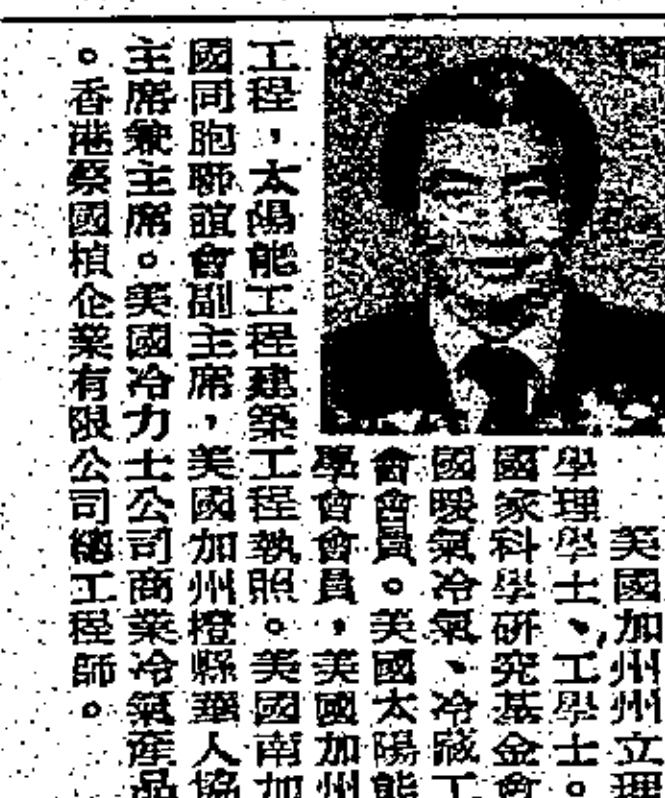 美國加州州立理
學理學士、工學士。
國家科學研究基金會
國暖氣冷氣、冷藏工
會會員。美國太陽能
學會會員，美國加州
工程，太陽能工程建築工程執照。美國南加
國同胞聯誼會副主席，美國加州橙縣華人協
主席兼主席。美國冷力士公司商業冷氣產品
。香港蔡國楨企業有限公司總工程師。